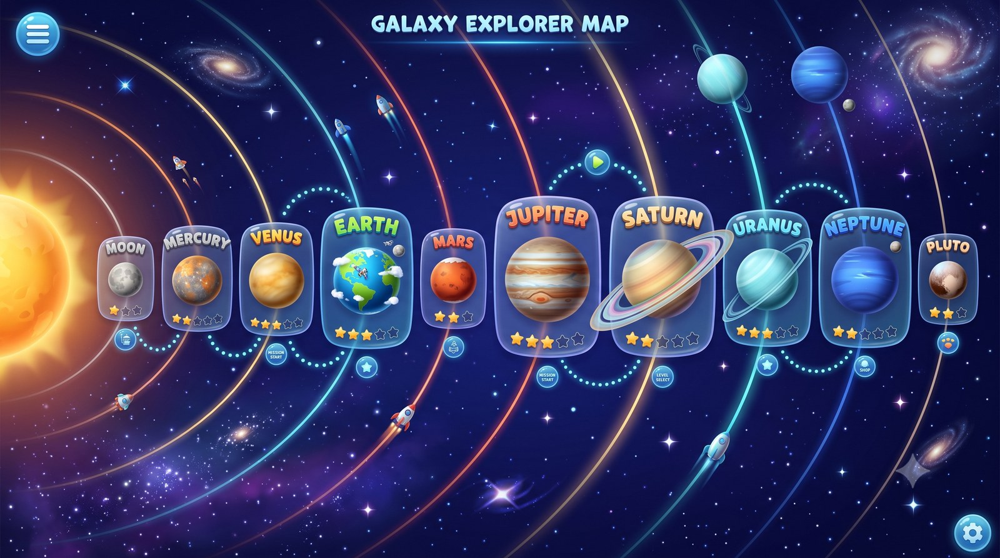 GALAXY EXPLORER MAP
MOON
MERCURY
VENUS
EARTH
MARS
JUPITER
SATURN
URANUS
NEPTUNE
PLUTO
MISSION
START
MISSION
START
LEVEL
SELECT
SHOP